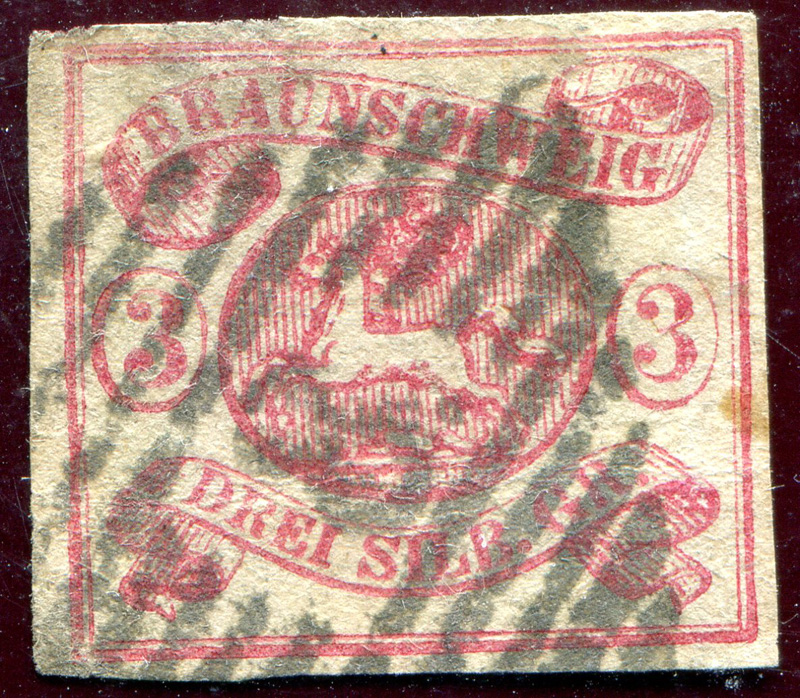 BRAUNSCHWEIG
3 3
DREI SILB. GR.